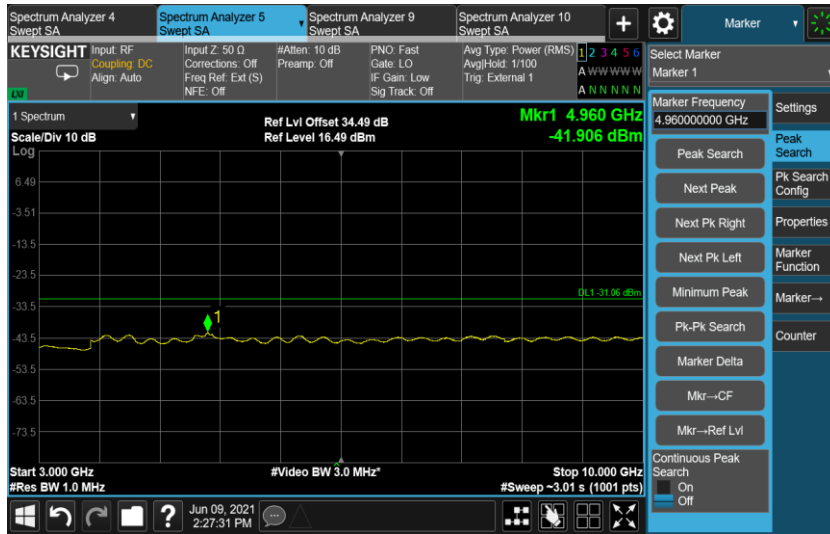 Spectrum Analyzer 4
Swept SA
Spectrum Analyzer 5
Swept SA
Spectrum Analyzer 9
Swept SA
Spectrum Analyzer 10
Swept SA
+
Marker
KEYSIGHT
Input: RF
Coupling: DC
Align: Auto
Input Z: 50 Ω
Corrections: Off
Freq Ref: Ext (S)
NFE: Off
#Atten: 10 dB
Preamp: Off
PNO: Fast
Gate: LO
IF Gain: Low
Sig Track: Off
Avg Type: Power (RMS)
Avg|Hold: 1/100
Trig: External 1
1 2 3 4 5 6
A W W W W W
A N N N N N
LXI
Select Marker
Marker 1
1 Spectrum
Scale/Div 10 dB
Log
Ref Lvl Offset 34.49 dB
Ref Level 16.49 dBm
Mkr1 4.960 GHz
-41.906 dBm
6.49
-3.51
-13.5
-23.5
-33.5
-43.5
-53.5
-63.5
-73.5
DL1 -31.06 dBm
1
Start 3.000 GHz
#Res BW 1.0 MHz
#Video BW 3.0 MHz*
Stop 10.000 GHz
#Sweep ~3.01 s (1001 pts)
Marker Frequency
4.960000000 GHz
Peak Search
Next Peak
Next Pk Right
Next Pk Left
Minimum Peak
Pk-Pk Search
Marker Delta
Mkr→CF
Mkr→Ref Lvl
Continuous Peak
Search
On
Off
Settings
Peak
Search
Pk Search
Config
Properties
Marker
Function
Marker→
Counter
?
Jun 09, 2021
2:27:31 PM